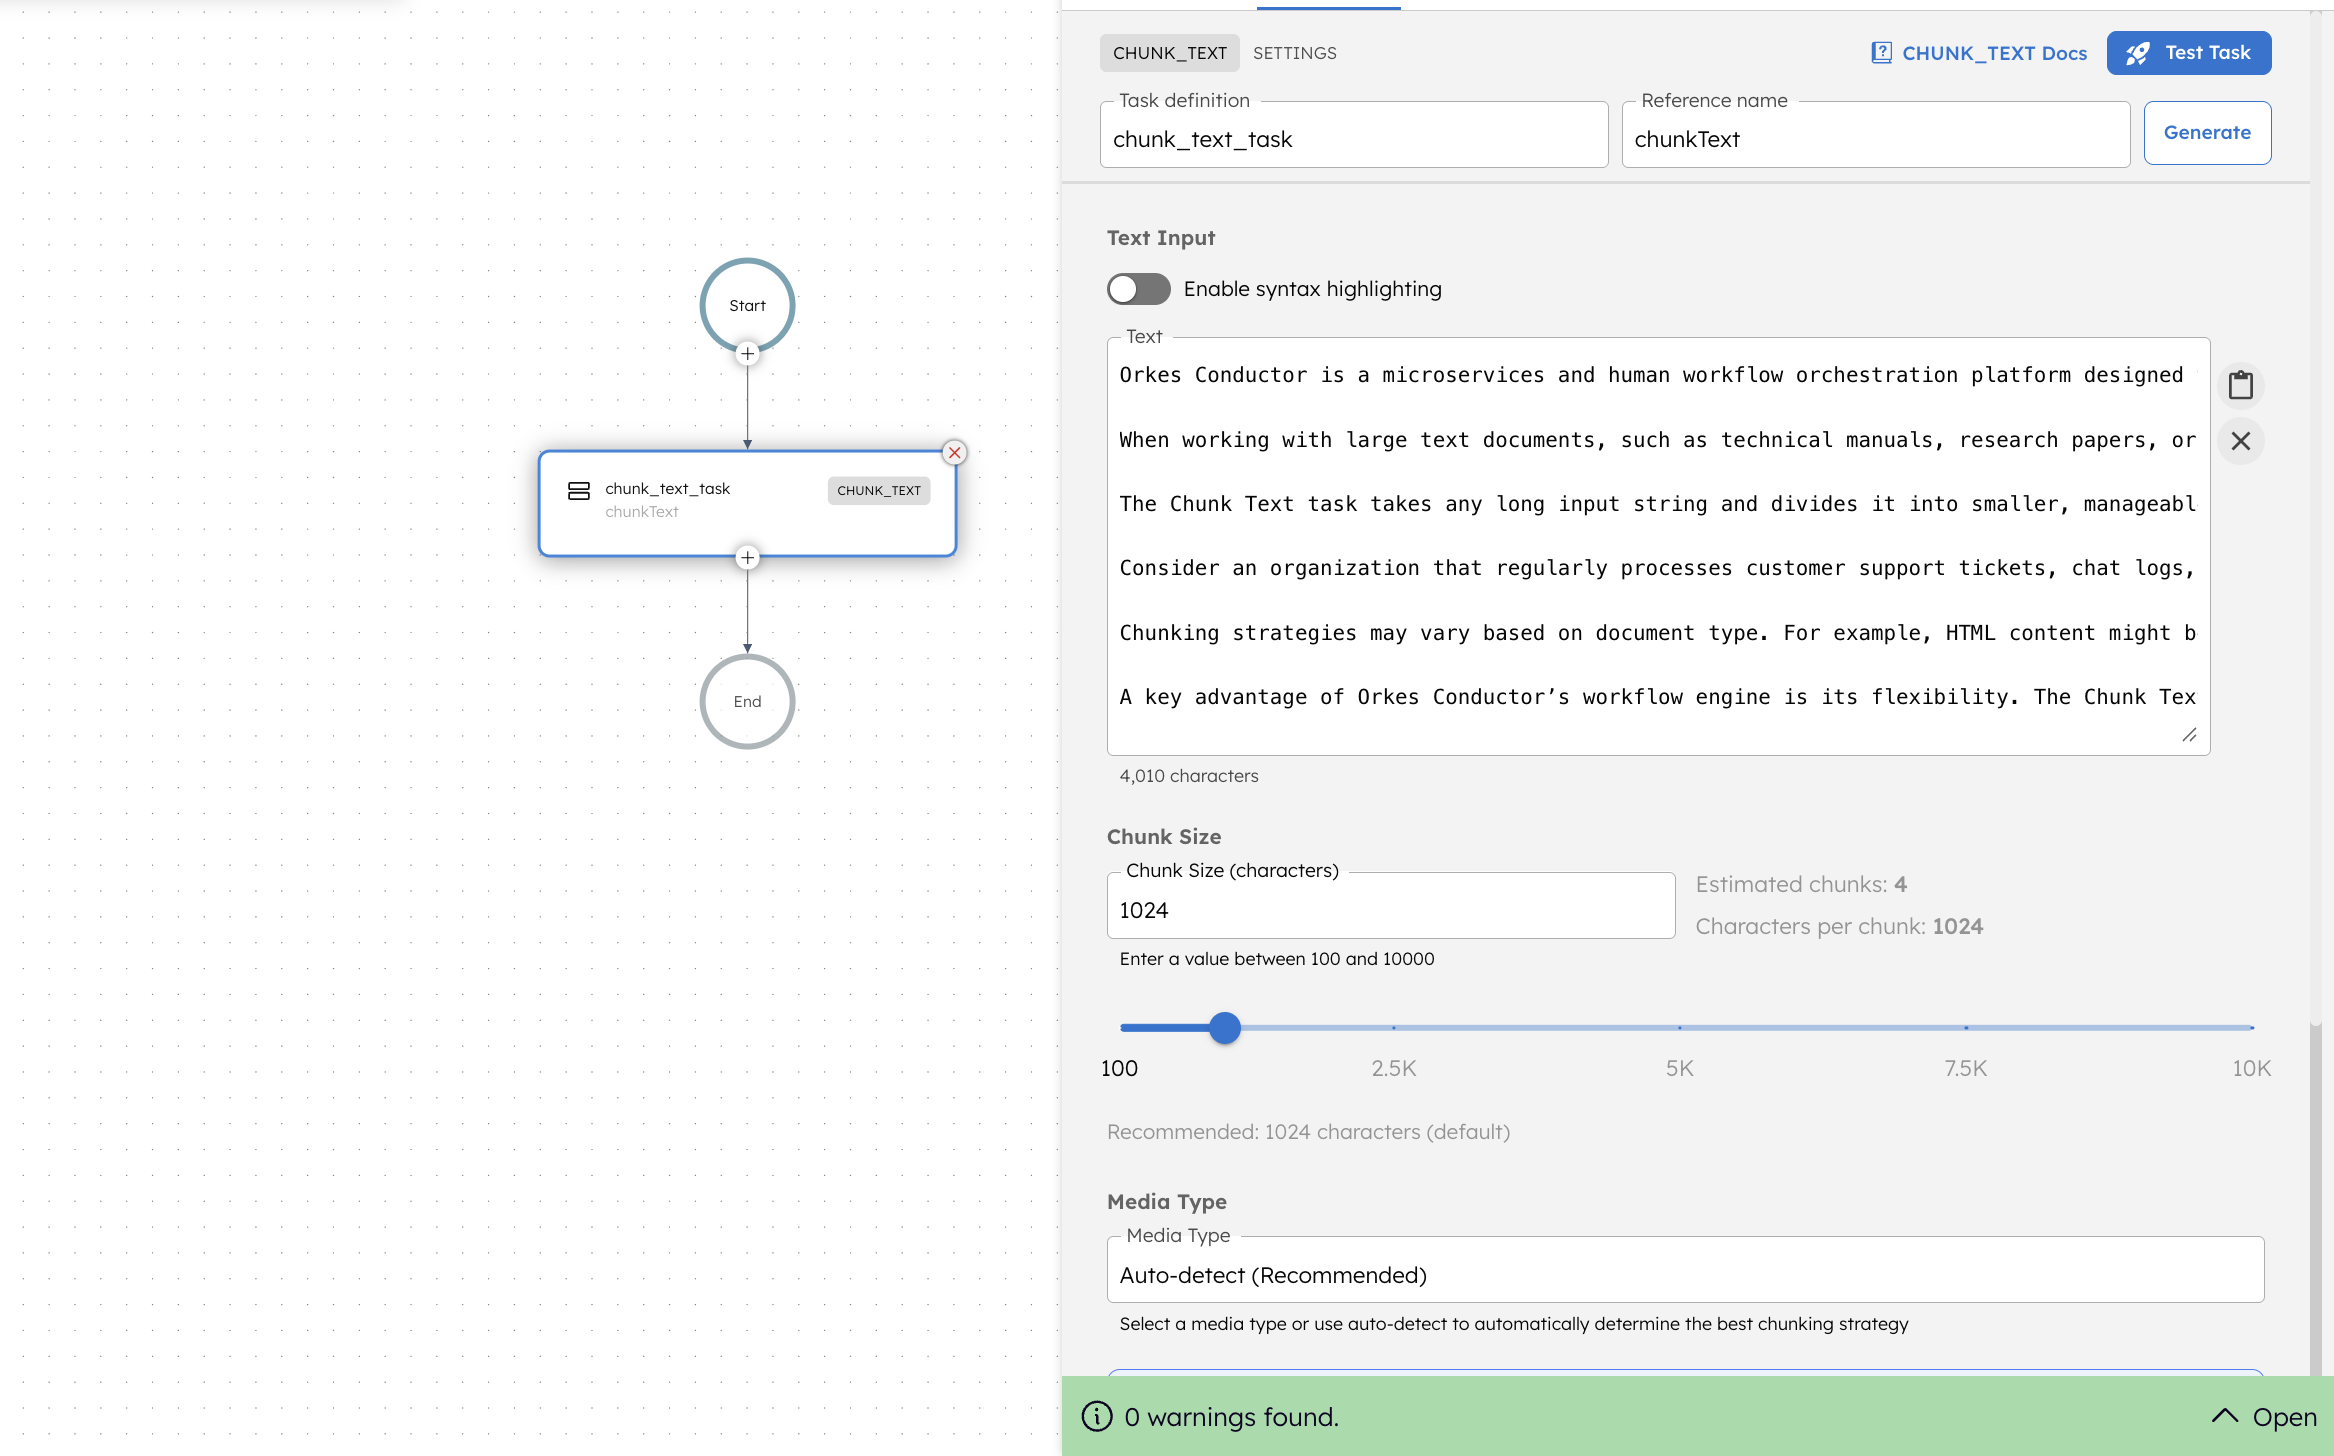 Start
chunk_text_task
CHUNK_TEXT
chunkText
End
CHUNK_TEXT SETTINGS
CHUNK_TEXT Docs
Test Task
Task definition
chunk_text_task
Reference name
chunkText
Generate
Text Input
Enable syntax highlighting
Text
Orkes Conductor is a microservices and human workflow orchestration platform designed
When working with large text documents, such as technical manuals, research papers, or
The Chunk Text task takes any long input string and divides it into smaller, manageabl
Consider an organization that regularly processes customer support tickets, chat logs,
Chunking strategies may vary based on document type. For example, HTML content might b
A key advantage of Orkes Conductor’s workflow engine is its flexibility. The Chunk Tex
4,010 characters
Chunk Size
Chunk Size (characters)
1024
Estimated chunks: 4
Characters per chunk: 1024
Enter a value between 100 and 10000
100 2.5K 5K 7.5K 10K
Recommended: 1024 characters (default)
Media Type
Media Type
Auto-detect (Recommended)
Select a media type or use auto-detect to automatically determine the best chunking strategy
0 warnings found.
Open